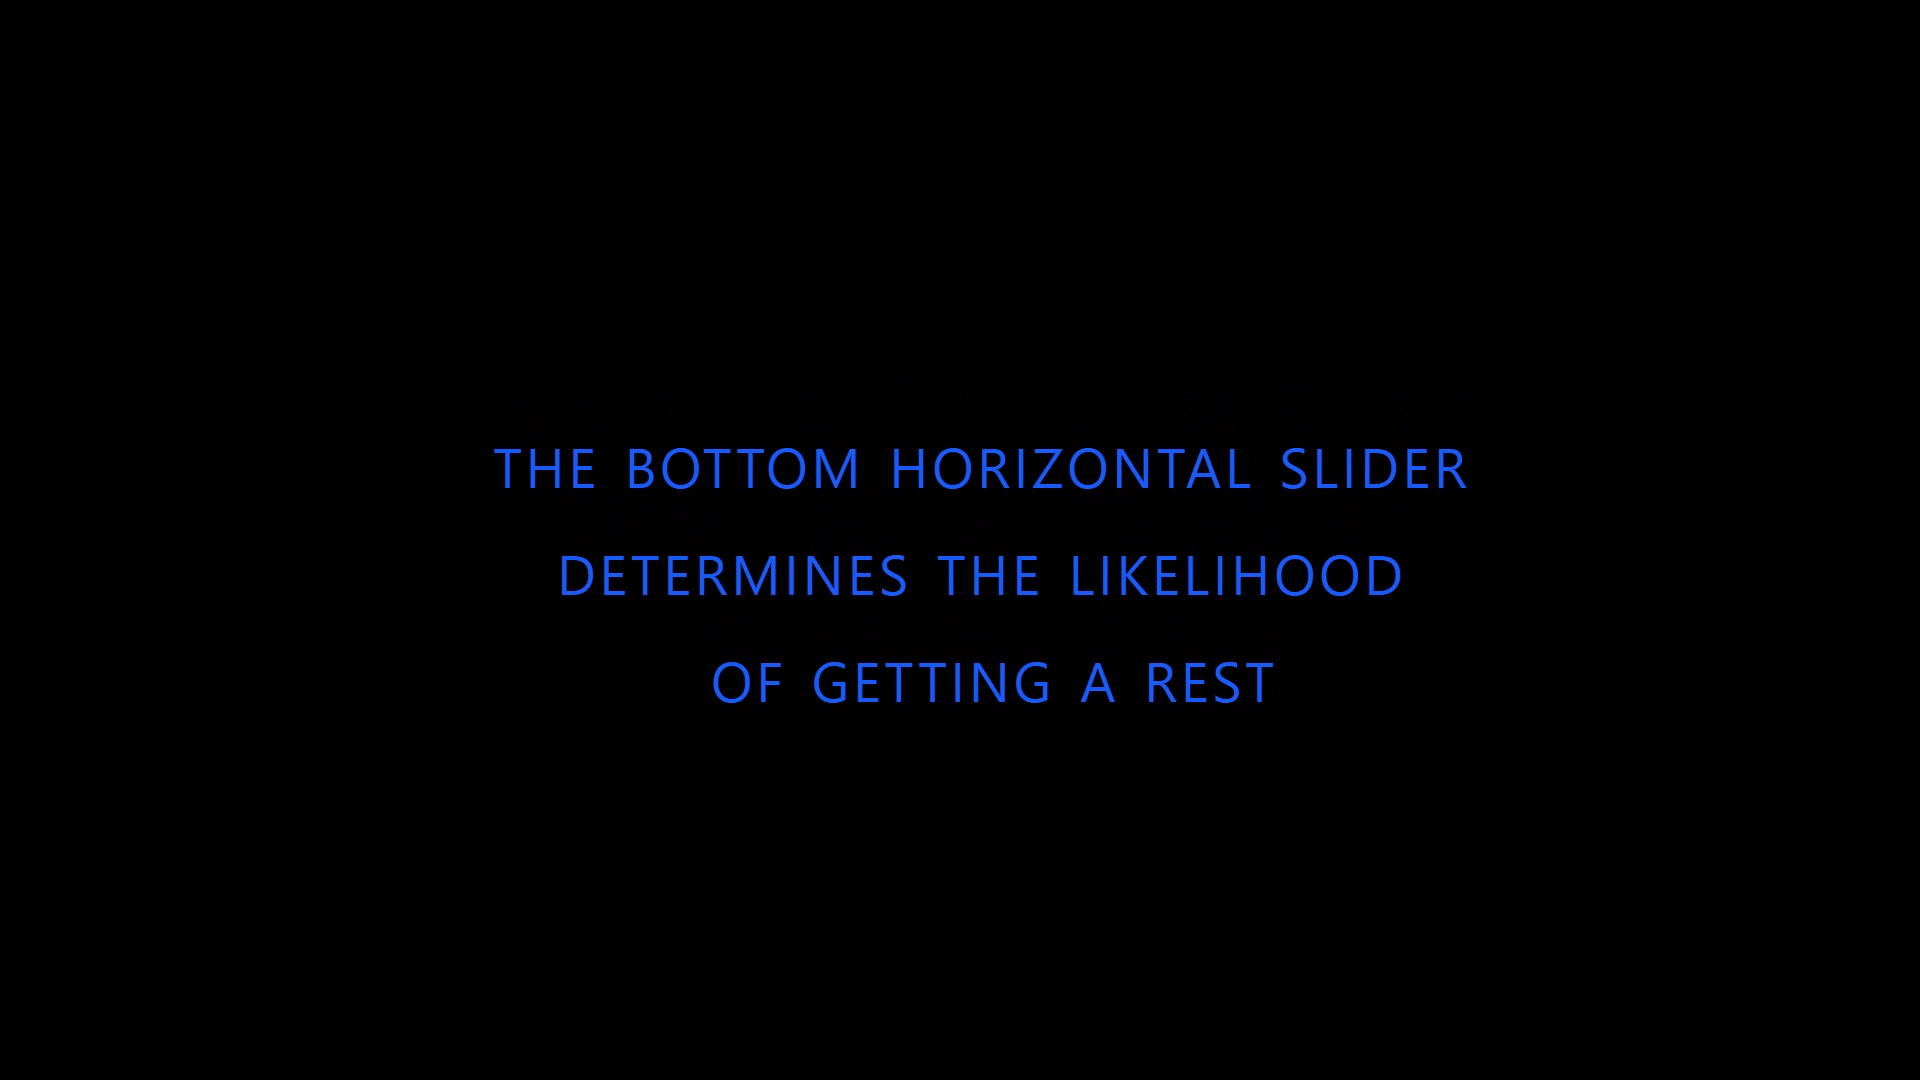 THE BOTTOM HORIZONTAL SLIDER
DETERMINES THE LIKELIHOOD
OF GETTING A REST